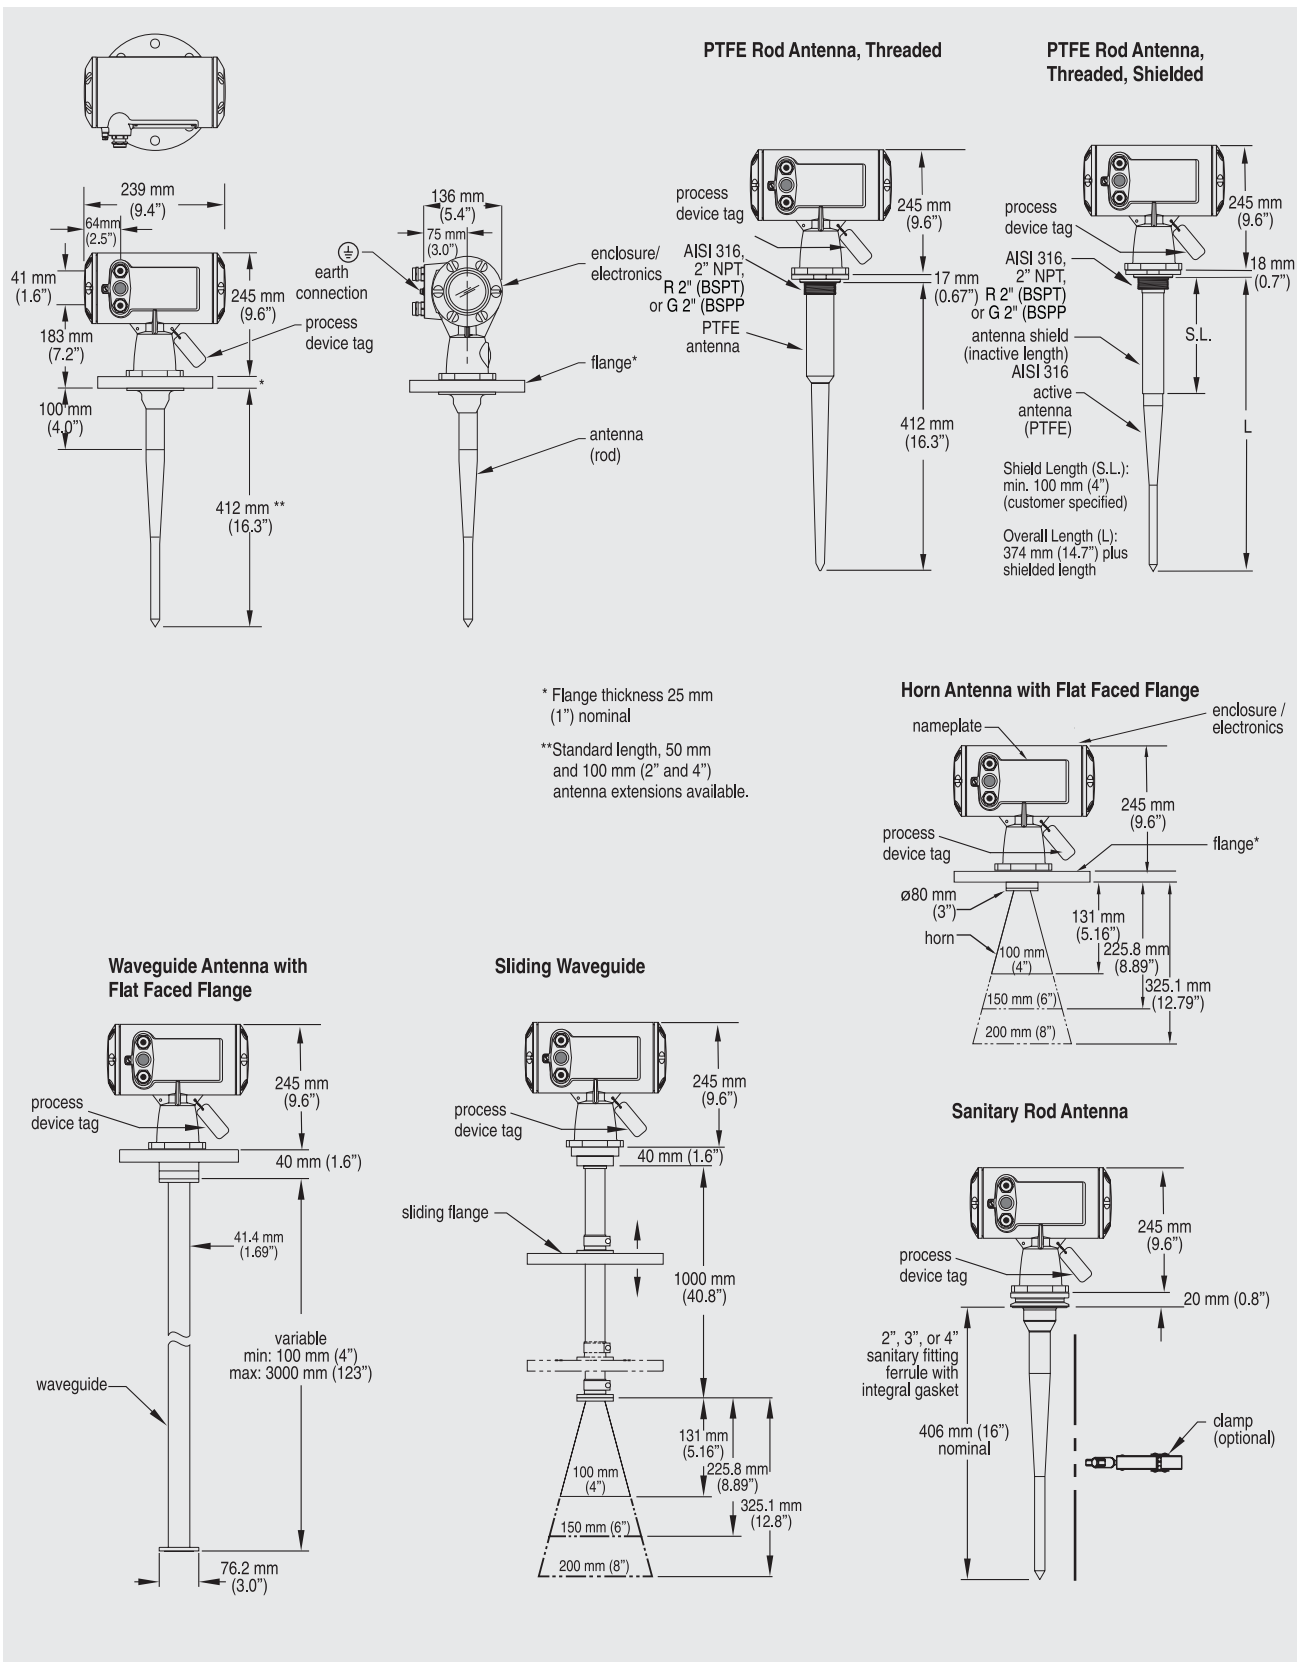 PTFE Rod Antenna, Threaded
PTFE Rod Antenna,
Threaded, Shielded
239 mm
(9.4”)
64mm
(2.5”)
41 mm
(1.6”)
183 mm
(7.2”)
100 mm
(4.0”)
245 mm
(9.6”)
process
device tag
*
412 mm **
(16.3”)
136 mm
(5.4”)
75 mm
(3.0”)
earth
connection
enclosure/
electronics
flange*
antenna
(rod)
process
device tag
AISI 316,
2” NPT,
R 2" (BSPT)
or G 2" (BSPP
PTFE
antenna
245 mm
(9.6”)
17 mm
(0.67”)
412 mm
(16.3”)
process
device tag
AISI 316,
2” NPT,
R 2" (BSPT)
or G 2" (BSPP
antenna shield
(inactive length)
AISI 316
active
antenna
(PTFE)
245 mm
(9.6”)
18 mm
(0.7”)
S.L.
L
Shield Length (S.L.):
min. 100 mm (4”)
(customer specified)
Overall Length (L):
374 mm (14.7”) plus
shielded length
* Flange thickness 25 mm
(1”) nominal
**Standard length, 50 mm
and 100 mm (2” and 4”)
antenna extensions available.
Horn Antenna with Flat Faced Flange
nameplate
enclosure /
electronics
245 mm
(9.6”)
process
device tag
flange*
ø80 mm
(3”)
horn
131 mm
(5.16”)
225.8 mm
(8.89”)
325.1 mm
(12.79”)
100 mm
(4”)
150 mm (6”)
200 mm (8”)
Waveguide Antenna with
Flat Faced Flange
245 mm
(9.6”)
process
device tag
40 mm (1.6”)
41.4 mm
(1.69”)
variable
min: 100 mm (4”)
max: 3000 mm (123”)
waveguide
76.2 mm
(3.0”)
Sliding Waveguide
245 mm
(9.6”)
process
device tag
40 mm (1.6”)
sliding flange
1000 mm
(40.8”)
131 mm
(5.16”)
225.8 mm
(8.89”)
325.1 mm
(12.8”)
100 mm
(4”)
150 mm (6”)
200 mm (8”)
Sanitary Rod Antenna
245 mm
(9.6”)
process
device tag
20 mm (0.8”)
2”, 3”, or 4”
sanitary fitting
ferrule with
integral gasket
406 mm (16”)
nominal
clamp
(optional)